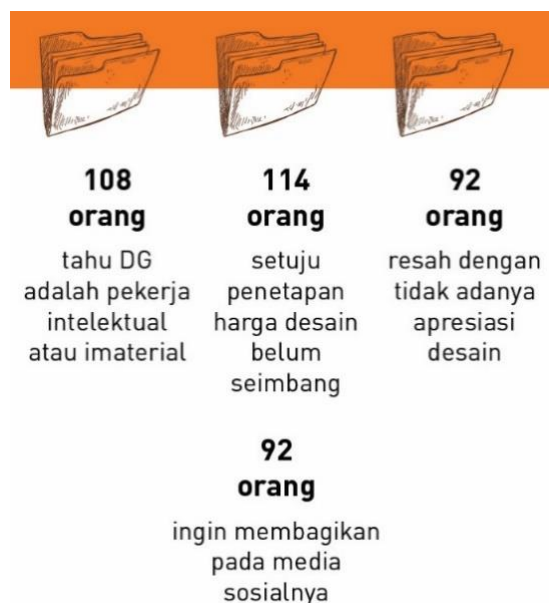 108
orang
tahu DG
adalah pekerja
intelektual
atau imaterial
114
orang
setuju
penetapan
harga desain
belum
seimbang
92
orang
resah dengan
tidak adanya
apresiasi
desain
92
orang
ingin membagikan
pada media
sosialnya